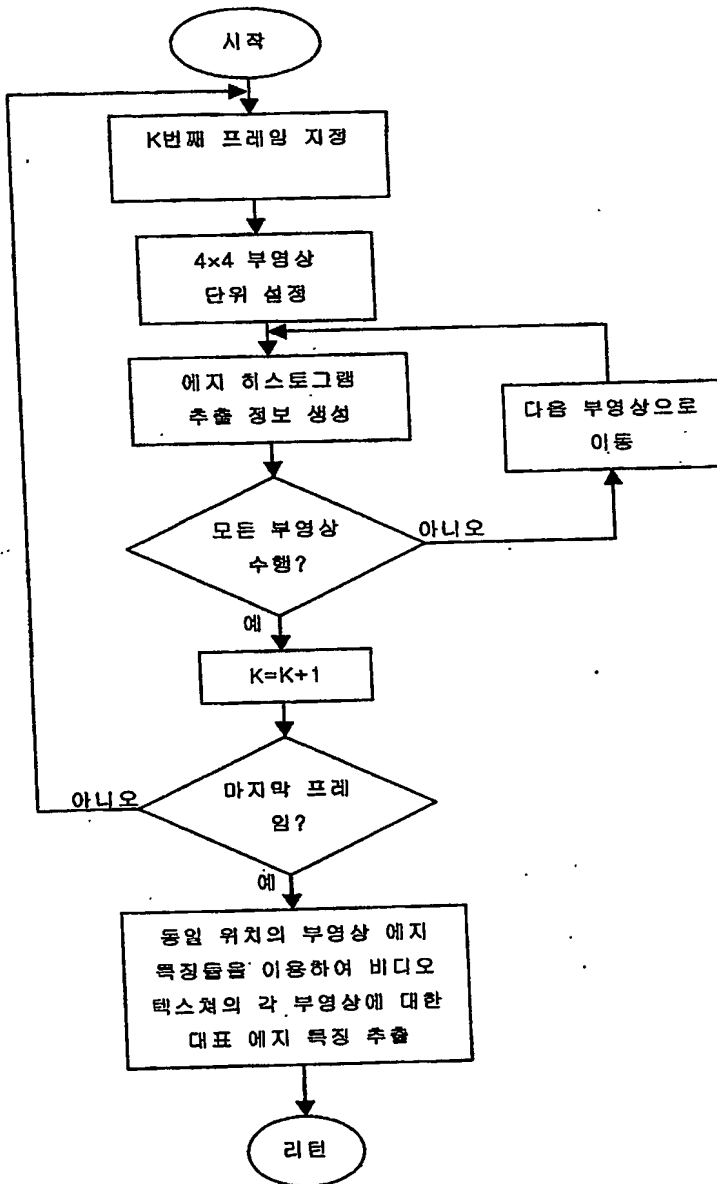 시작
K번째 프레임 지정
4×4 부영상
단위 설정
에지 히스토그램
추출 정보 생성
다음 부영상으로
이동
모든 부영상
수행?
아니오
예
K=K+1
마지막 프레
임?
아니오
예
동일 위치의 부영상 에지
특징들을 이용하여 비디오
텍스쳐의 각 부영상에 대한
대표 에지 특징 추출
리턴